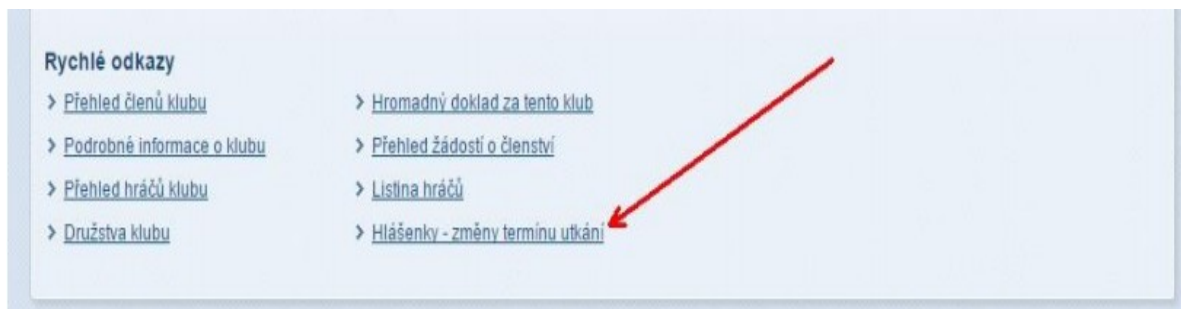 Rychlé odkazy
> Přehled členů klubu
> Hromadný doklad za tento klub
> Podrobné informace o klubu
> Přehled žádostí o členství
> Přehled hráčů klubu
> Listina hráčů
> Družstva klubu
> Hlášenky - změny termínu utkání